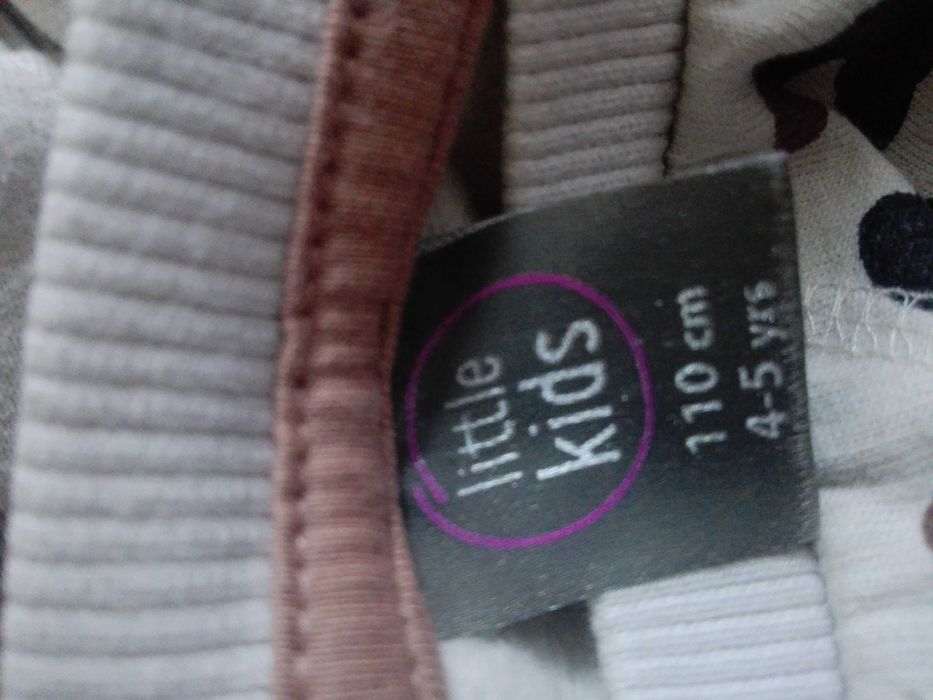 little
kids
110 cm
4-5 yrs